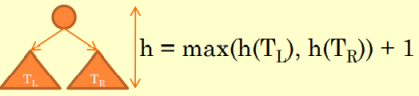 h = max(h(T_L), h(T_R)) + 1
T_L T_R